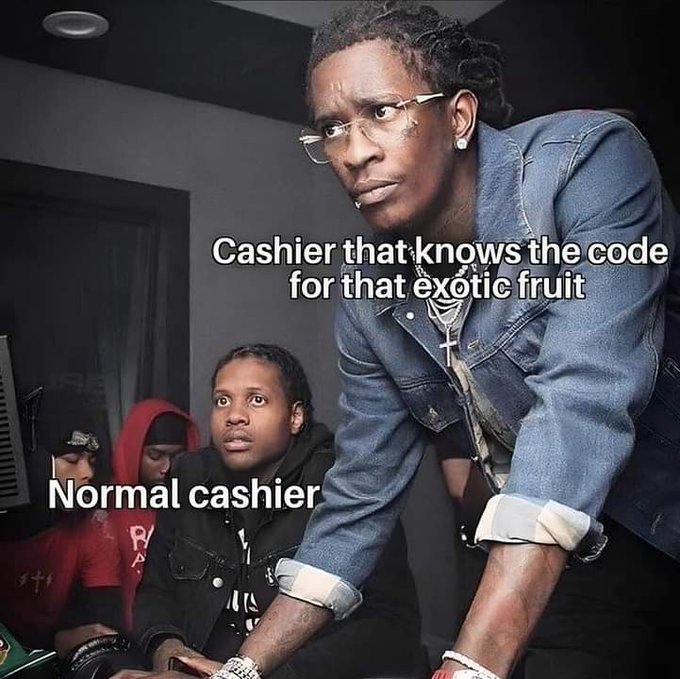 Cashier that knows the code
for that exotic fruit
Normal cashier